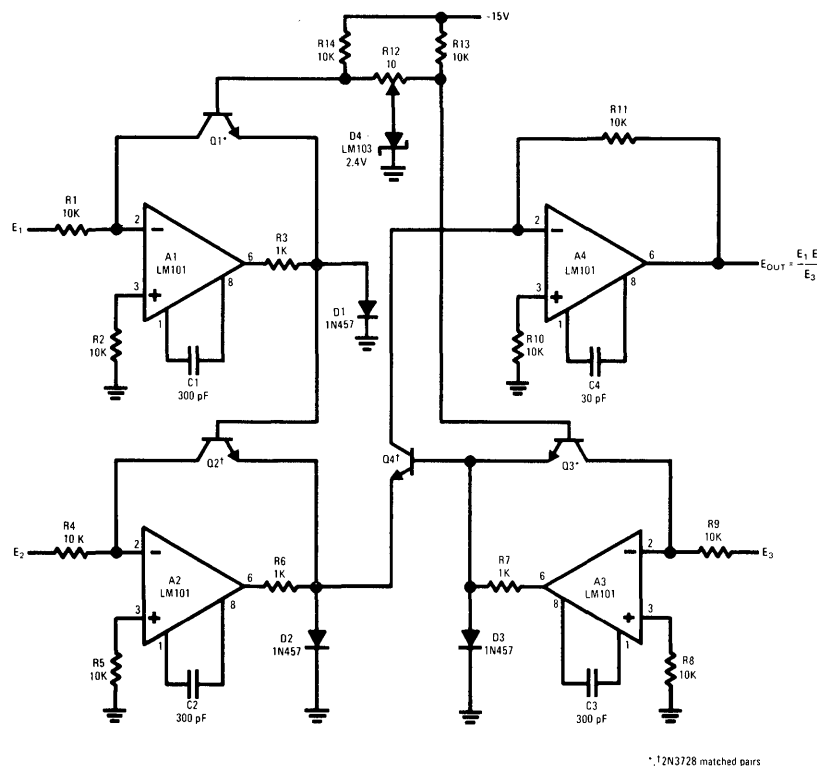 -15V
R14
10K
R12
10
R13
10K
Q1*
D4
LM103
2.4V
R11
10K
R1
10K
E1
2
−
A1
LM101
6
R3
1K
3
+
8
1
R2
10K
C1
300 pF
D1
1N457
2
−
A4
LM101
6
3
+
8
1
R10
10K
C4
30 pF
EOUT = E1 E
E3
Q2†
Q4†
Q3*
R4
10 K
E2
2
−
A2
LM101
6
R6
1K
3
+
8
1
R5
10K
C2
300 pF
D2
1N457
R7
1K
6
D3
1N457
A3
LM101
−
2
+
3
8
1
R9
10K
E3
R8
10K
C3
300 pF
*,†2N3728 matched pairs